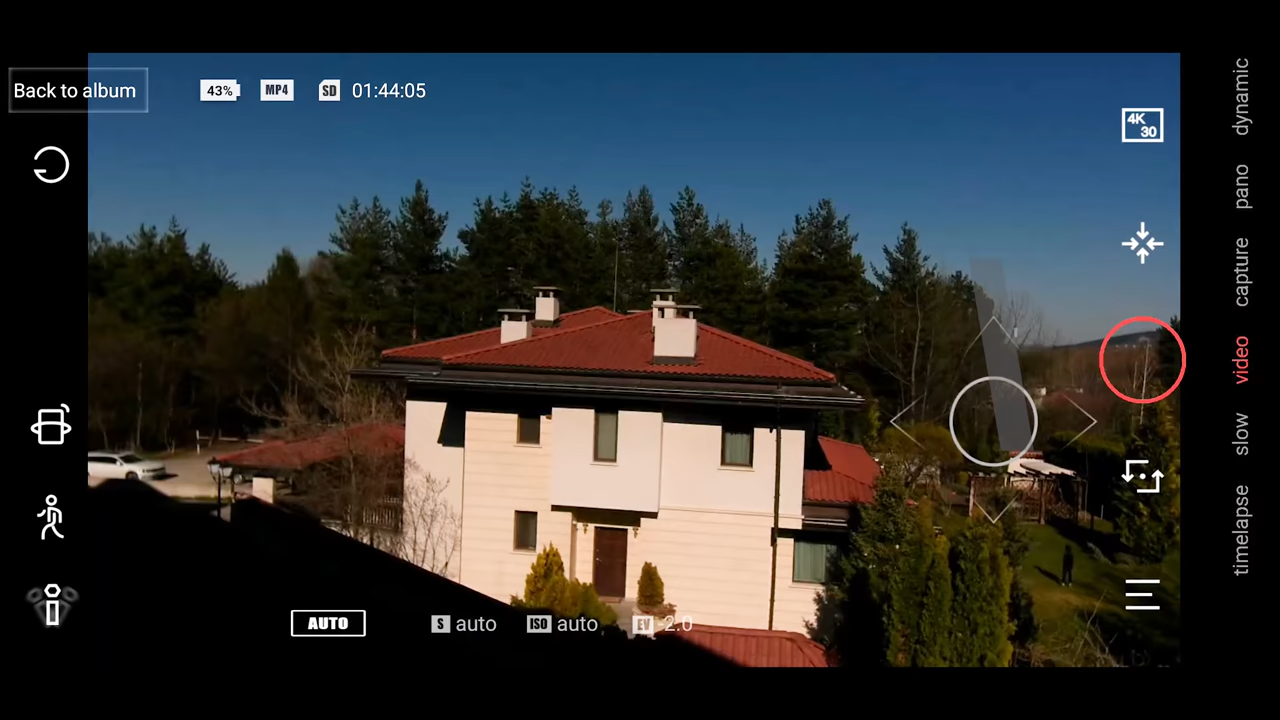 Back to album
43%
MP4
SD
01:44:05
4K
30
dynamic
pano
capture
video
slow
timelapse
AUTO
S auto
ISO auto
EV -2.0